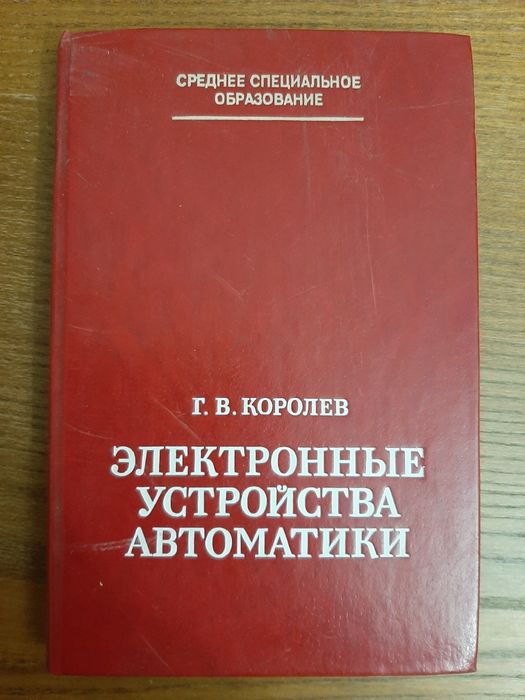 СРЕДНЕЕ СПЕЦИАЛЬНОЕ
ОБРАЗОВАНИЕ
Г. В. КОРОЛЕВ
ЭЛЕКТРОННЫЕ
УСТРОЙСТВА
АВТОМАТИКИ